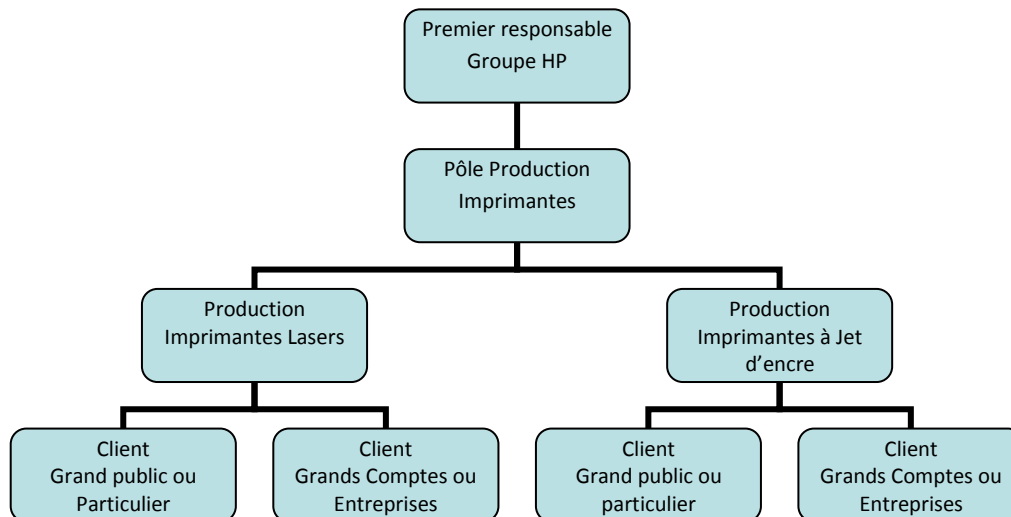 Premier responsable
Groupe HP
Pôle Production
Imprimantes
Production
Imprimantes Lasers
Production
Imprimantes à Jet
d’encre
Client
Grand public ou
Particulier
Client
Grands Comptes ou
Entreprises
Client
Grand public ou
particulier
Client
Grands Comptes ou
Entreprises